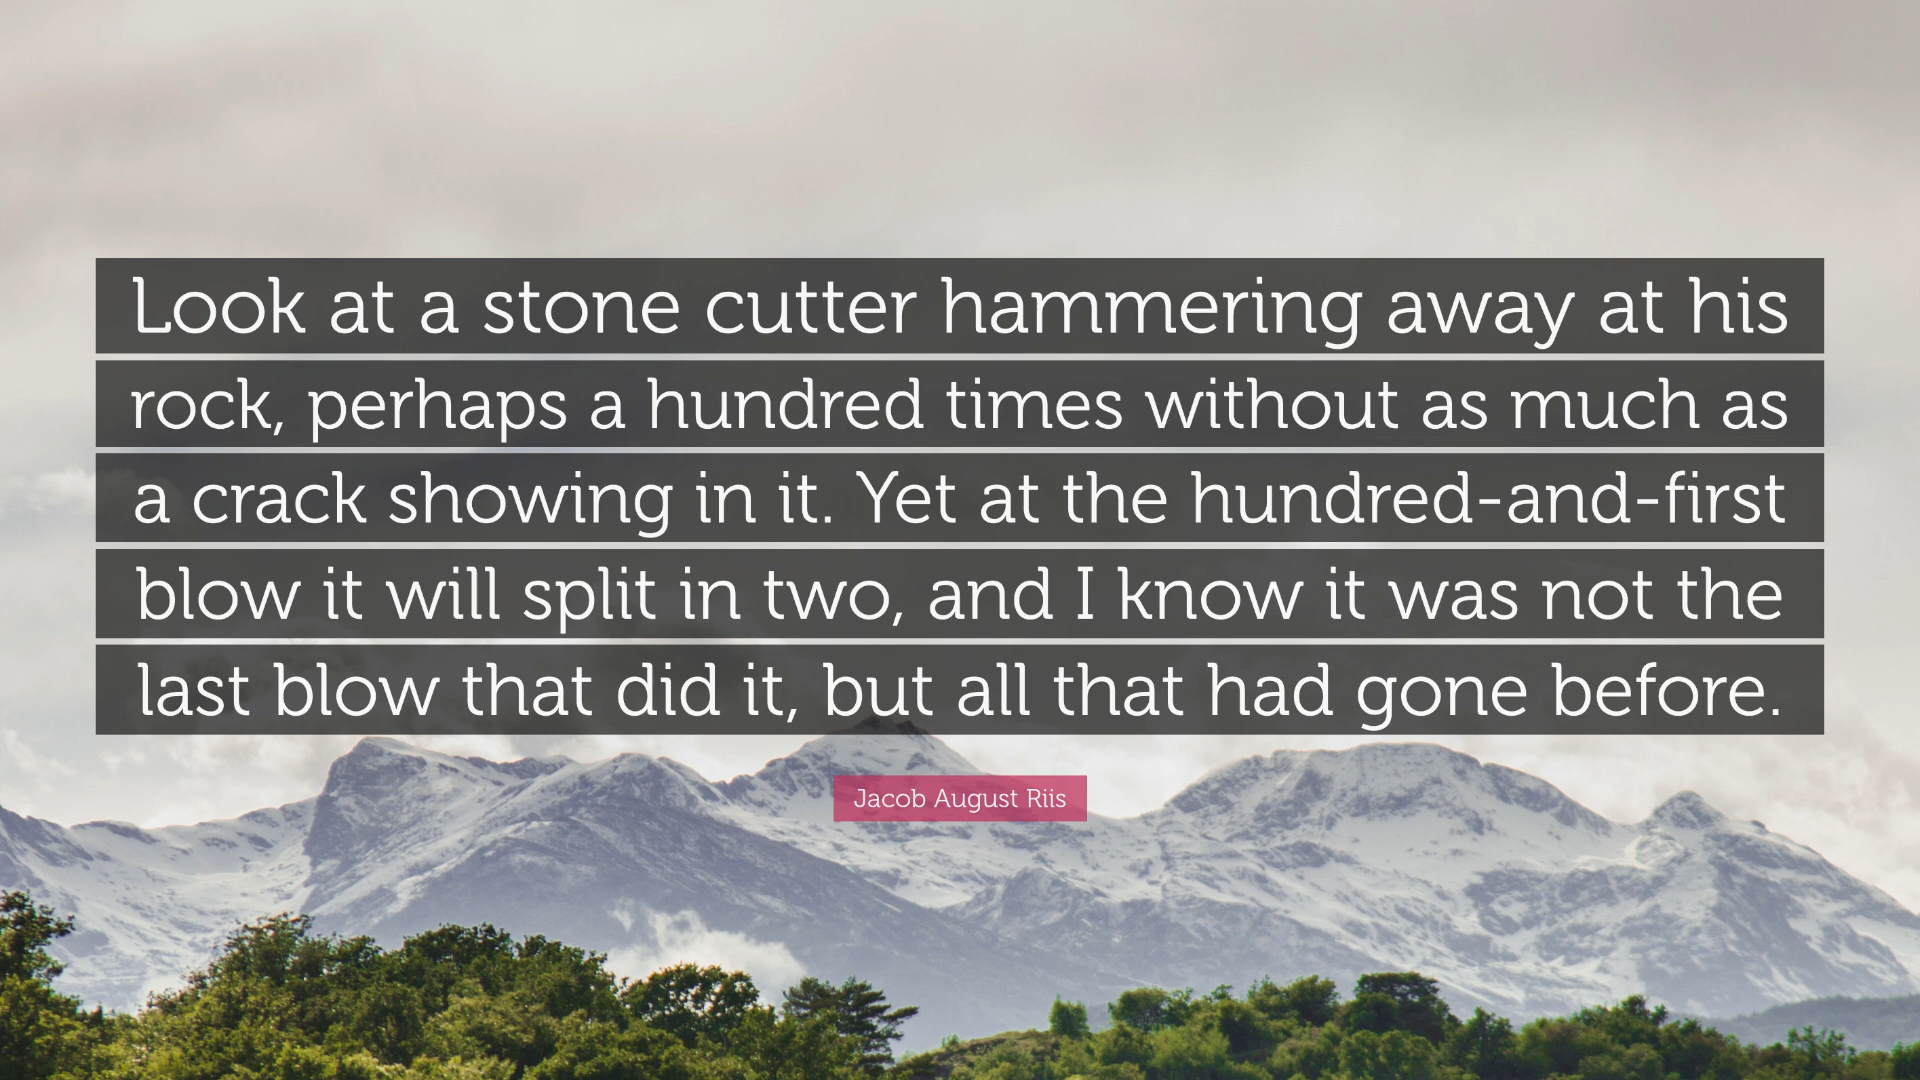 Look at a stone cutter hammering away at his
rock, perhaps a hundred times without as much as
a crack showing in it. Yet at the hundred-and-first
blow it will split in two, and I know it was not the
last blow that did it, but all that had gone before.
Jacob August Riis